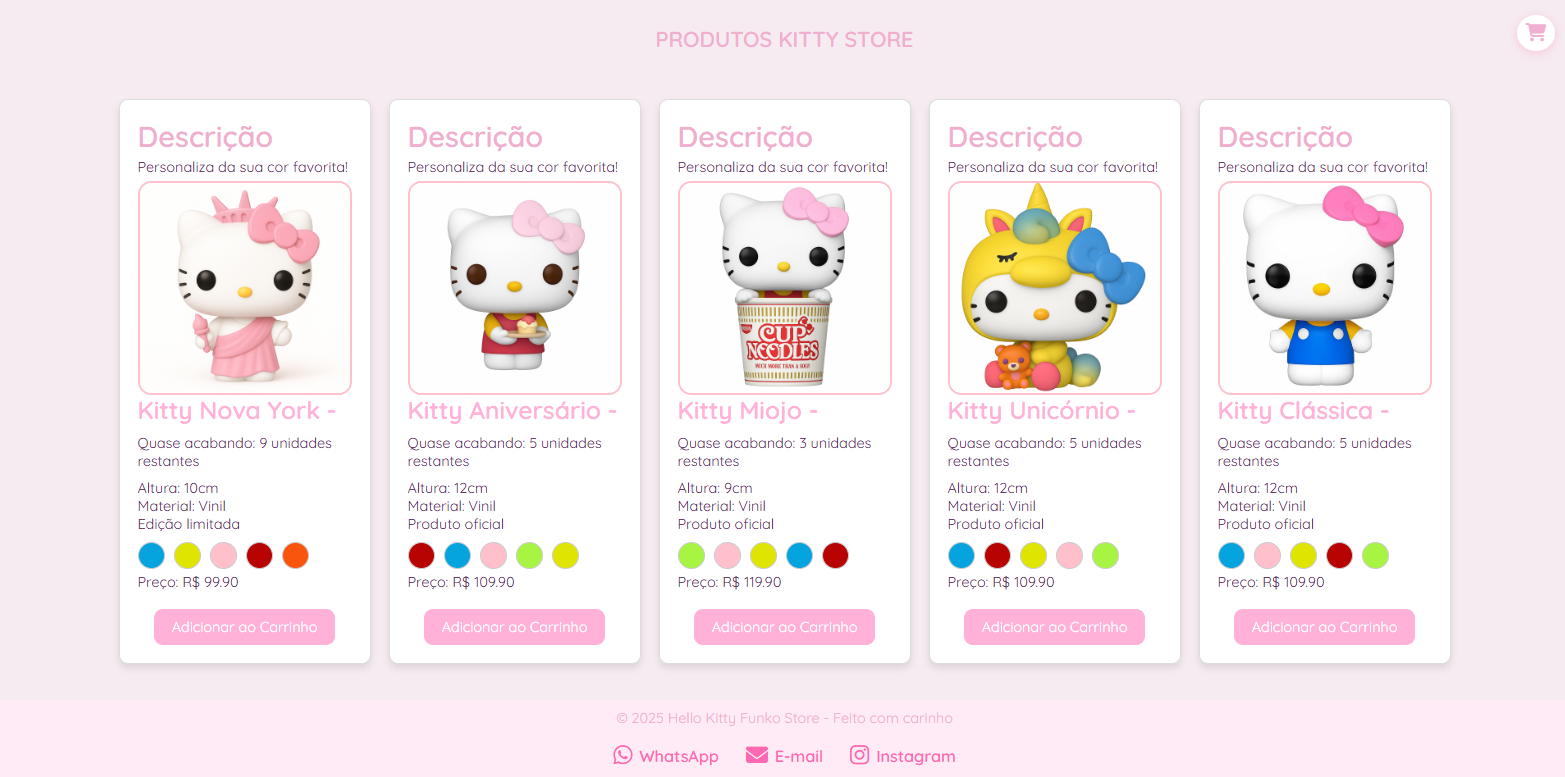 PRODUTOS KITTY STORE
Descrição
Personaliza da sua cor favorita!
Kitty Nova York -
Quase acabando: 9 unidades
restantes
Altura: 10cm
Material: Vinil
Edição limitada
Preço: R$ 99.90
Adicionar ao Carrinho
Descrição
Personaliza da sua cor favorita!
Kitty Aniversário -
Quase acabando: 5 unidades
restantes
Altura: 12cm
Material: Vinil
Produto oficial
Preço: R$ 109.90
Adicionar ao Carrinho
Descrição
Personaliza da sua cor favorita!
CUP
NOODLES
MUCH MORE THAN A SOUP
Kitty Miojo -
Quase acabando: 3 unidades
restantes
Altura: 9cm
Material: Vinil
Produto oficial
Preço: R$ 119.90
Adicionar ao Carrinho
Descrição
Personaliza da sua cor favorita!
Kitty Unicórnio -
Quase acabando: 5 unidades
restantes
Altura: 12cm
Material: Vinil
Produto oficial
Preço: R$ 109.90
Adicionar ao Carrinho
Descrição
Personaliza da sua cor favorita!
Kitty Clássica -
Quase acabando: 5 unidades
restantes
Altura: 12cm
Material: Vinil
Produto oficial
Preço: R$ 109.90
Adicionar ao Carrinho
© 2025 Hello Kitty Funko Store - Feito com carinho
WhatsApp
E-mail
Instagram